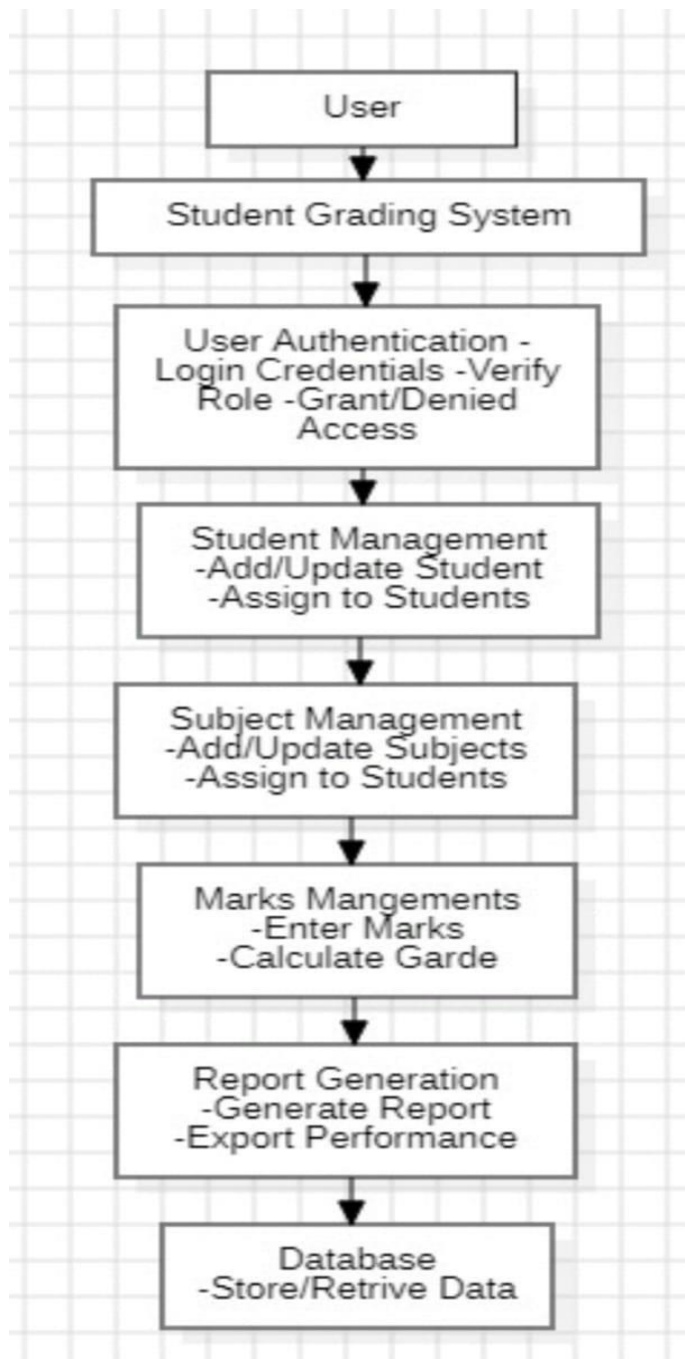 User
Student Grading System
User Authentication -
Login Credentials -Verify
Role -Grant/Denied
Access
Student Management
-Add/Update Student
-Assign to Students
Subject Management
-Add/Update Subjects
-Assign to Students
Marks Mangements
-Enter Marks
-Calculate Garde
Report Generation
-Generate Report
-Export Performance
Database
-Store/Retrive Data